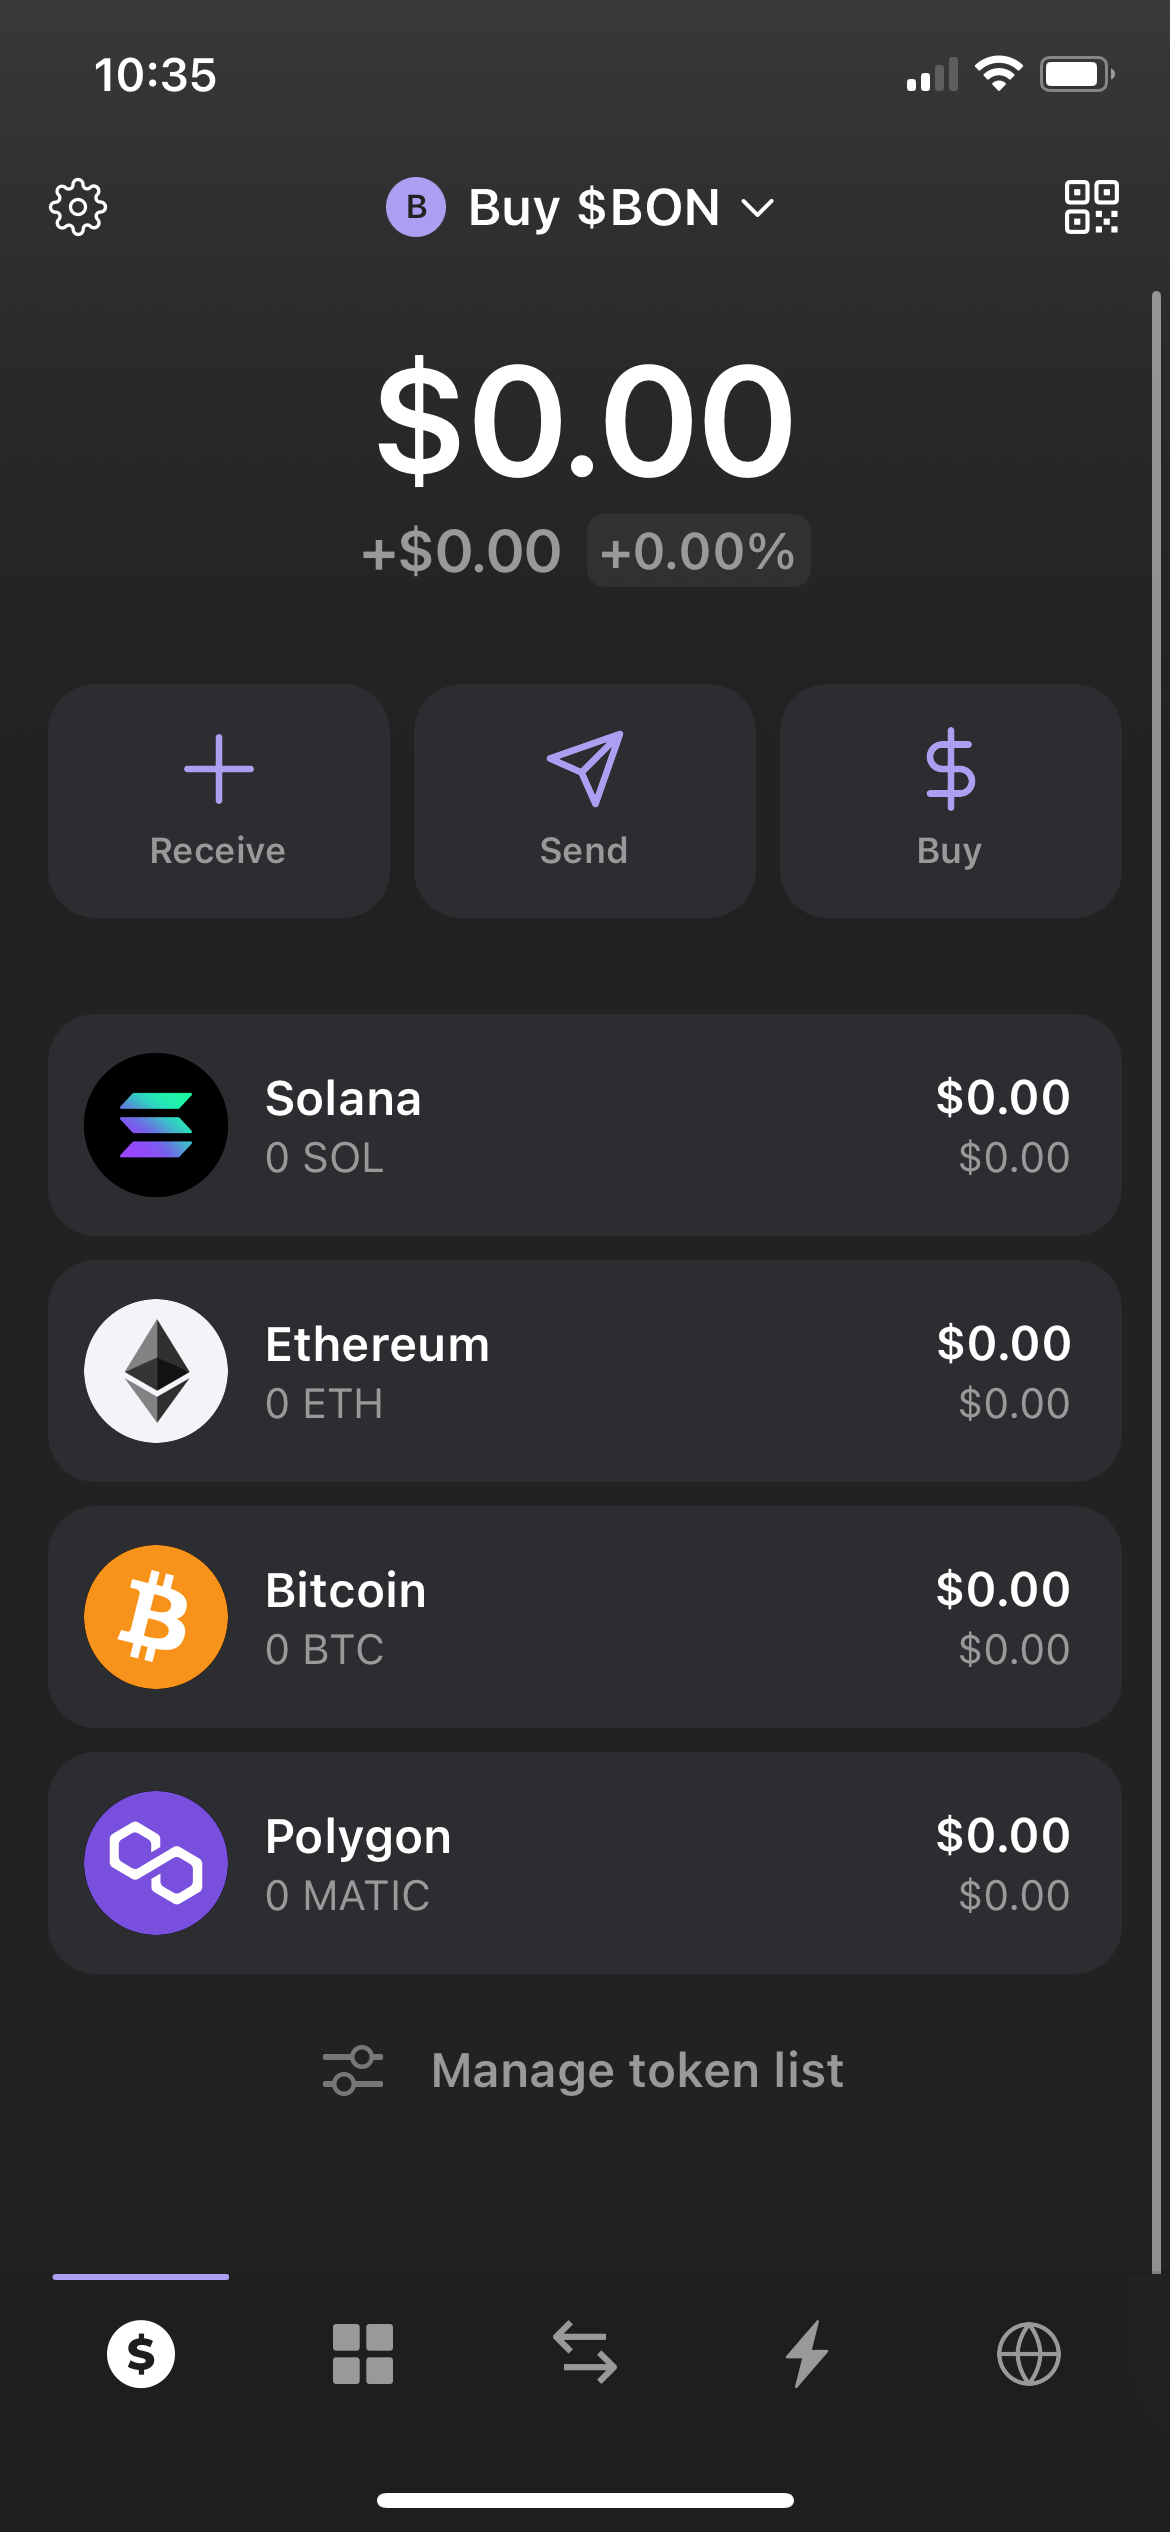 10:35
B Buy $BON
$0.00
+$0.00 +0.00%
Receive Send Buy
Solana $0.00
0 SOL $0.00
Ethereum $0.00
0 ETH $0.00
Bitcoin $0.00
0 BTC $0.00
Polygon $0.00
0 MATIC $0.00
Manage token list